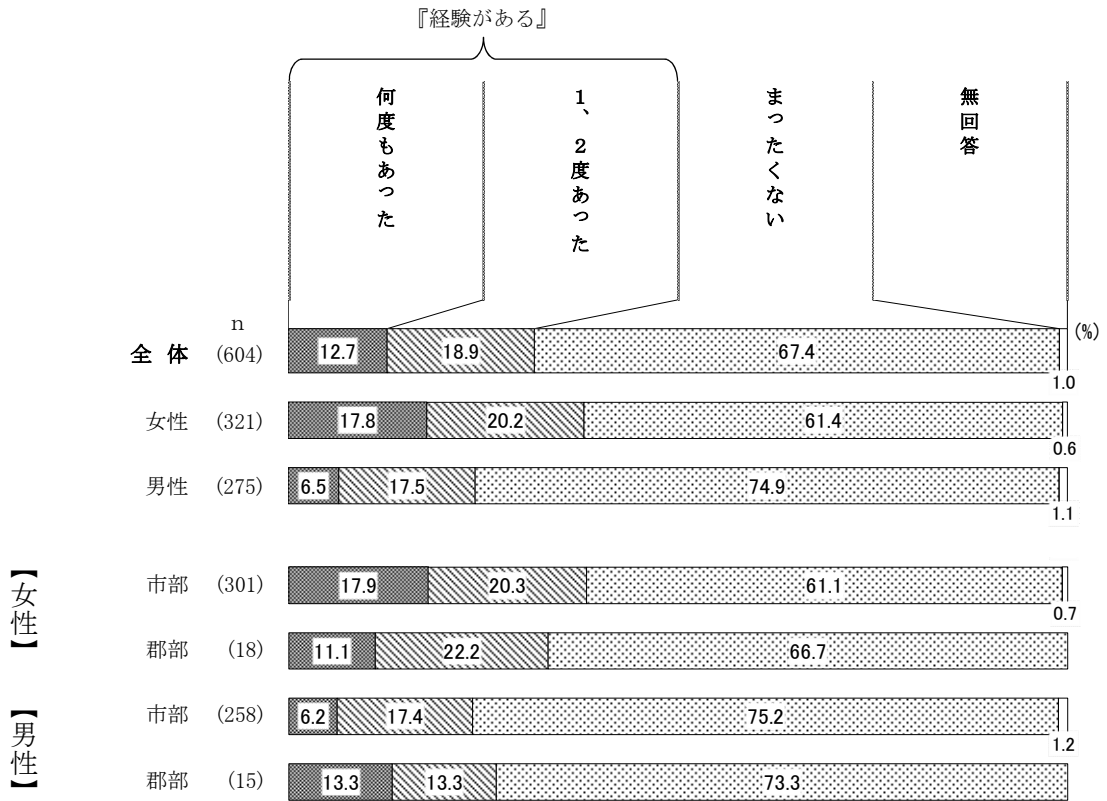 『経験がある』
何度もあった
1、2度あった
まったくない
無回答
n
(%)
全 体 (604) 12.7 18.9 67.4 1.0
女性 (321) 17.8 20.2 61.4 0.6
男性 (275) 6.5 17.5 74.9 1.1
【女性】
市部 (301) 17.9 20.3 61.1 0.7
郡部 (18) 11.1 22.2 66.7
【男性】
市部 (258) 6.2 17.4 75.2 1.2
郡部 (15) 13.3 13.3 73.3